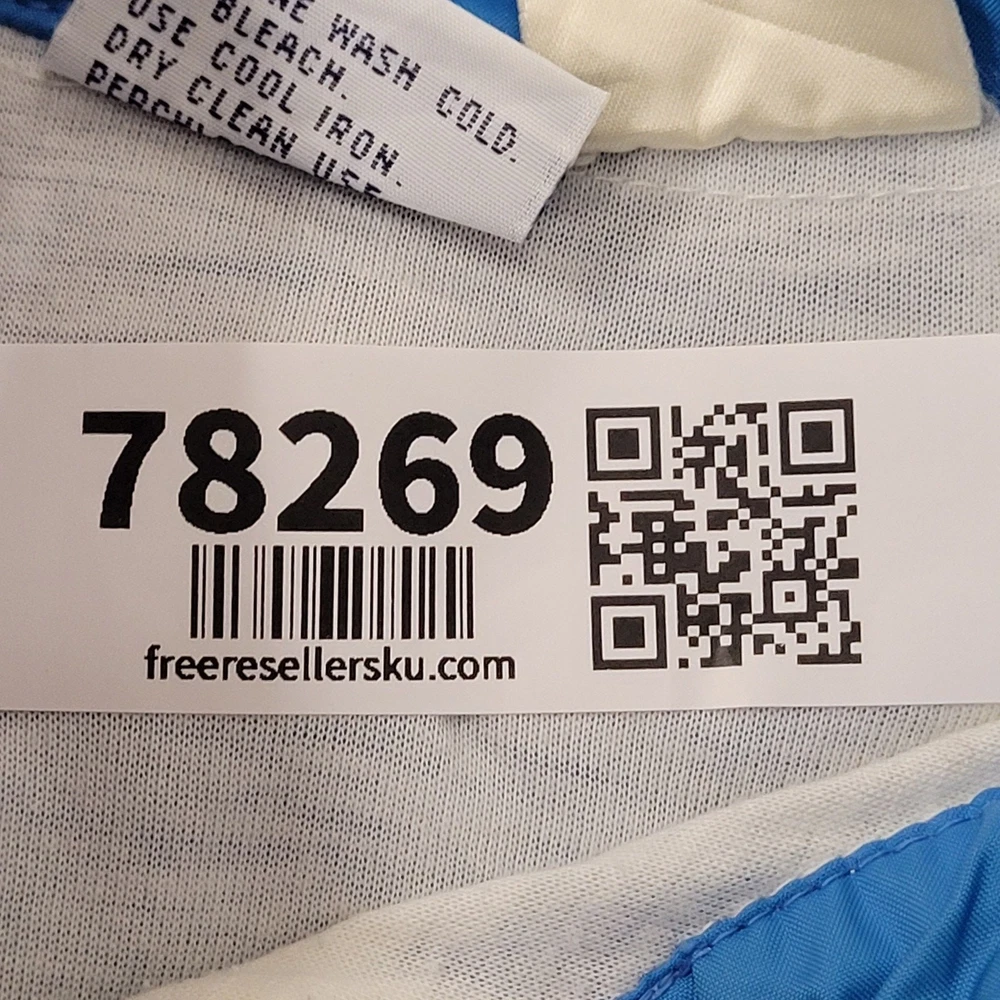 WASH COLD.
BLEACH.
USE COOL IRON.
DRY CLEAN USE
78269
freeresellersku.com